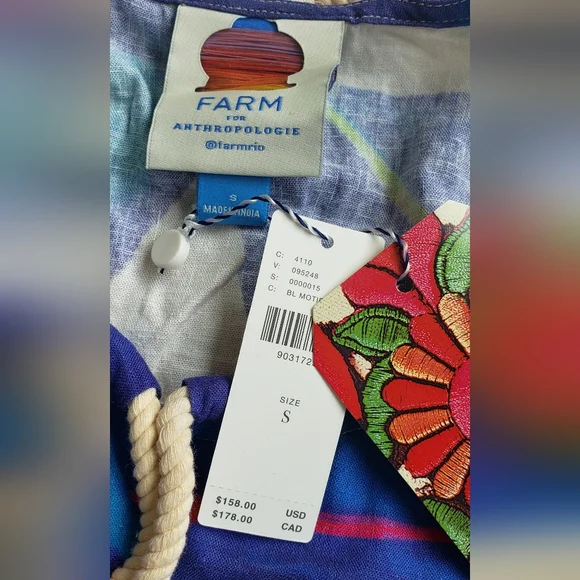 FARM
FOR
ANTHROPOLOGIE
@farmrio
S
MADE IN INDIA
C: 4110
V: 095248
S: 0000015
C: BL MOTIF
SIZE
S
$158.00 USD
$178.00 CAD